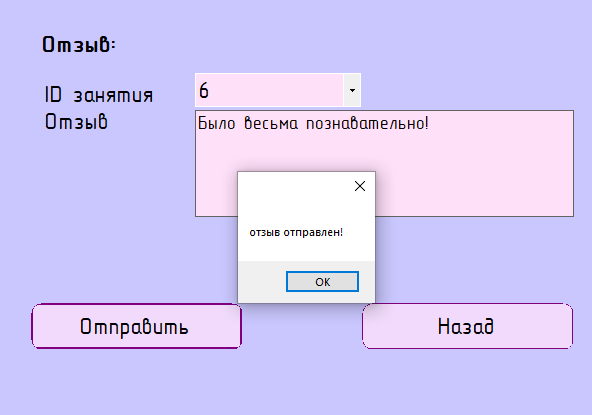 Отзыв:
ID занятия
6
Отзыв
Было весьма познавательно!
отзыв отправлен!
OK
Отправить
Назад